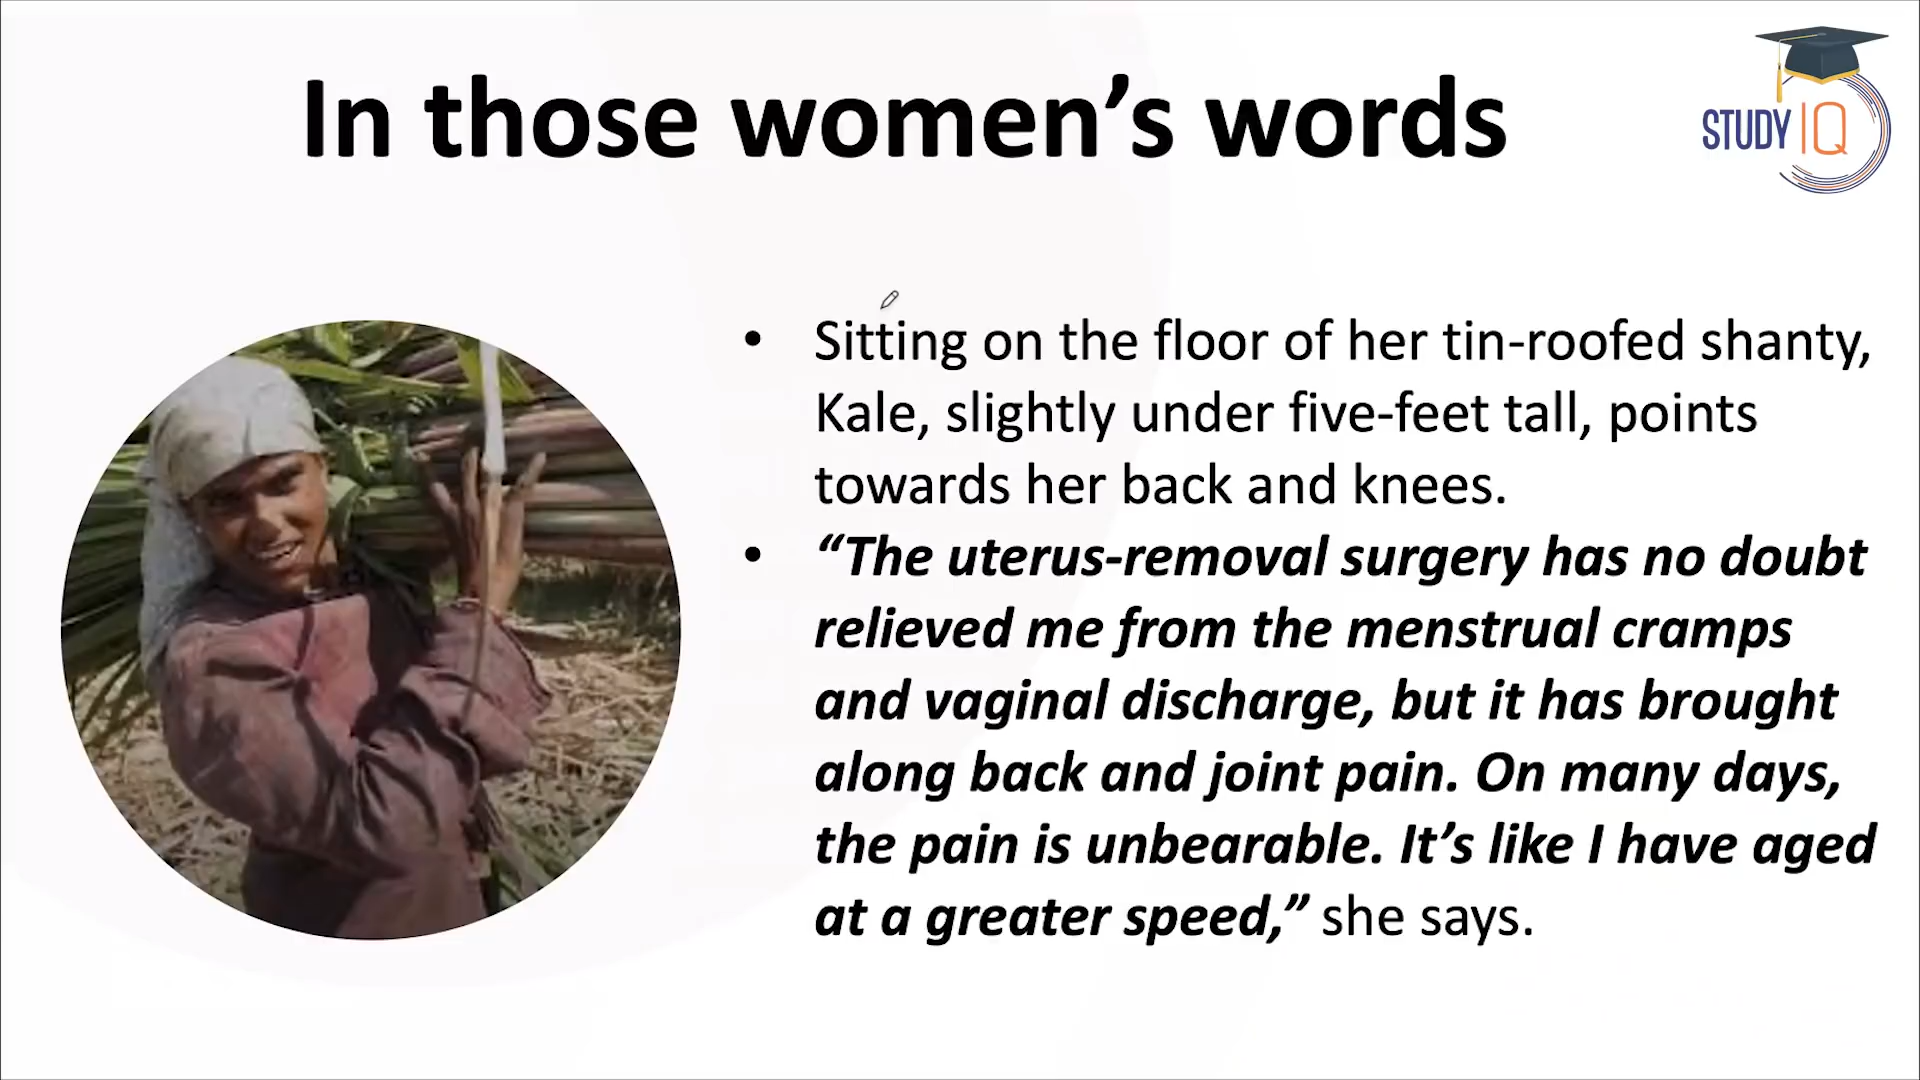 In those women’s words
STUDY IQ
• Sitting on the floor of her tin-roofed shanty,
Kale, slightly under five-feet tall, points
towards her back and knees.
• “The uterus-removal surgery has no doubt
relieved me from the menstrual cramps
and vaginal discharge, but it has brought
along back and joint pain. On many days,
the pain is unbearable. It’s like I have aged
at a greater speed,” she says.